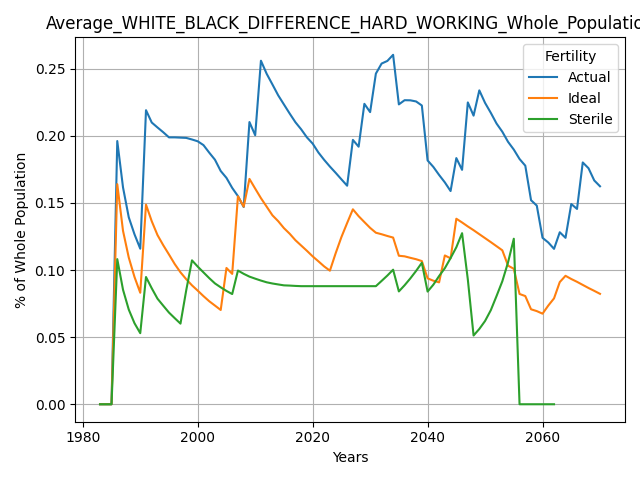 Average_WHITE_BLACK_DIFFERENCE_HARD_WORKING_Whole_Population
Fertility
Actual
Ideal
Sterile
% of Whole Population
0.25
0.20
0.15
0.10
0.05
0.00
1980 2000 2020 2040 2060
Years